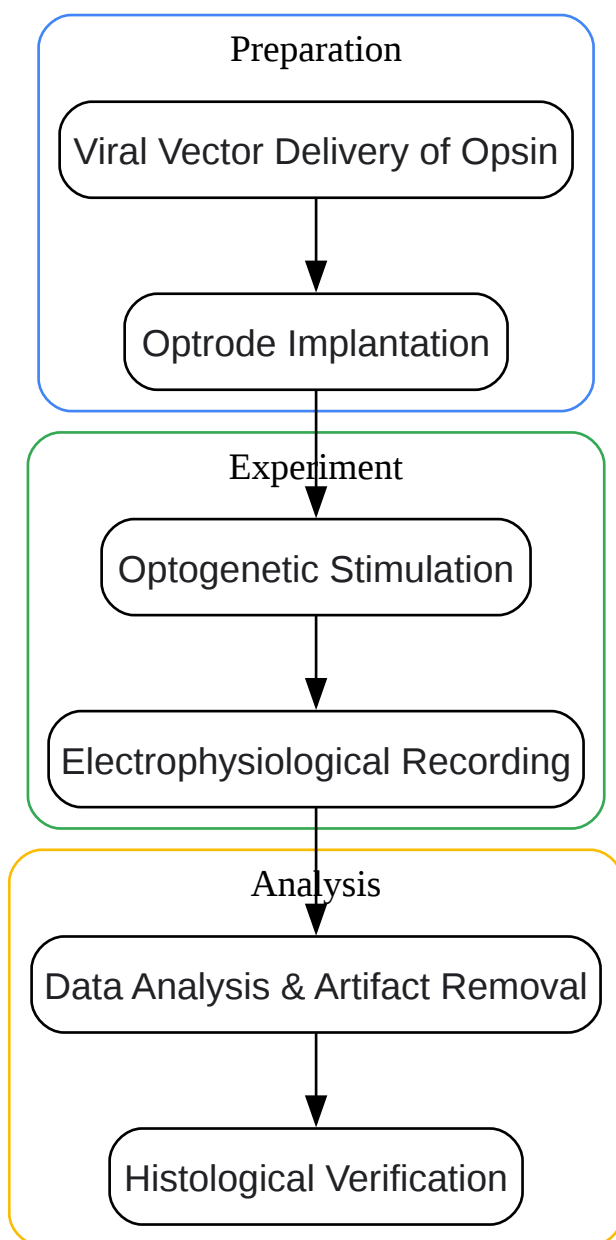 Preparation
Viral Vector Delivery of Opsin
Optrode Implantation
Experiment
Optogenetic Stimulation
Electrophysiological Recording
Analysis
Data Analysis & Artifact Removal
Histological Verification